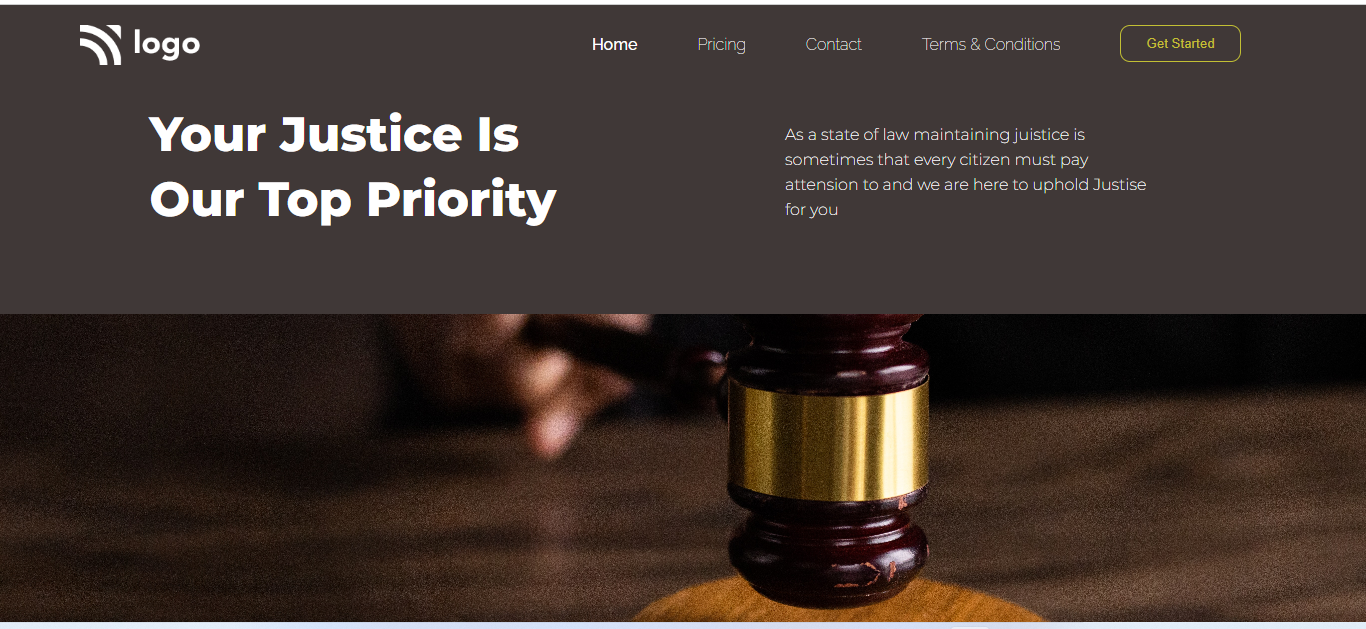 logo
Home
Pricing
Contact
Terms & Conditions
Get Started
Your Justice Is
Our Top Priority
As a state of law maintaining juistice is
sometimes that every citizen must pay
attension to and we are here to uphold Justise
for you